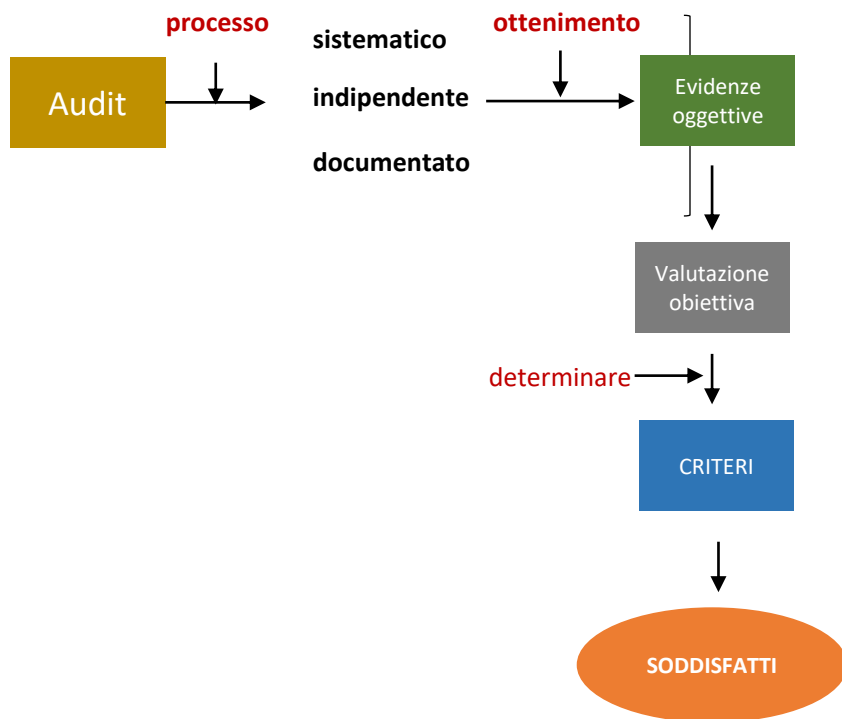 processo
sistematico
ottenimento
Audit
indipendente
Evidenze
oggettive
documentato
Valutazione
obiettiva
determinare
CRITERI
SODDISFATTI